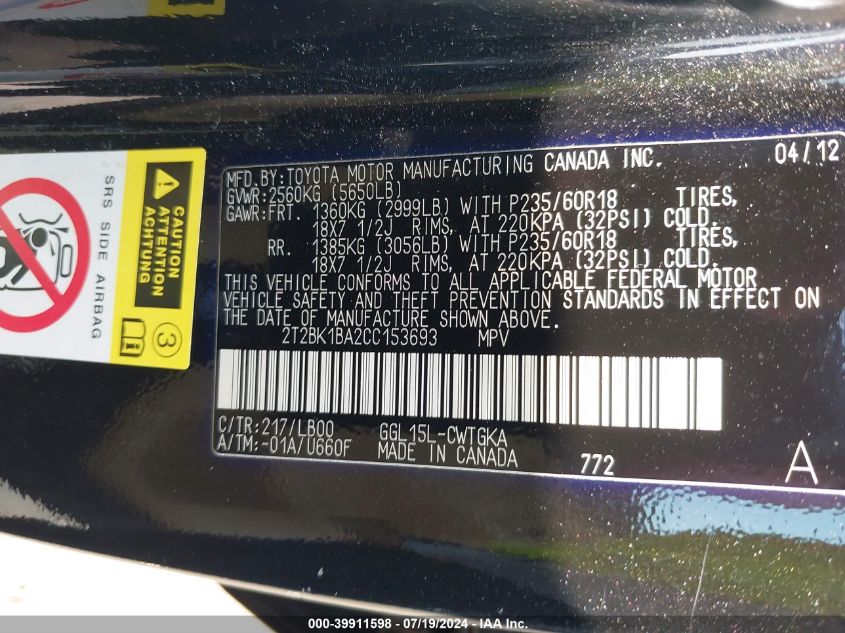 MFD. BY: TOYOTA MOTOR MANUFACTURING CANADA INC. 04/12
GVWR: 2560KG (5650LB)
GAWR: FRT. 1360KG (2999LB) WITH P235/60R18 TIRES,
18X7 1/2J RIMS, AT 220KPA (32PSI) COLD.
RR. 1385KG (3056LB) WITH P235/60R18 TIRES,
18X7 1/2J RIMS, AT 220KPA (32PSI) COLD.
THIS VEHICLE CONFORMS TO ALL APPLICABLE FEDERAL MOTOR
VEHICLE SAFETY AND THEFT PREVENTION STANDARDS IN EFFECT ON
THE DATE OF MANUFACTURE SHOWN ABOVE.
2T2BK1BA2CC153693 MPV
C/TR: 217/LB00 GGL15L-CWTGKA
A/TM: -01A/U660F MADE IN CANADA 772 A
SRS SIDE AIRBAG
CAUTION
ATTENTION
ACHTUNG
3
000-39911598 - 07/19/2024 - IAA Inc.